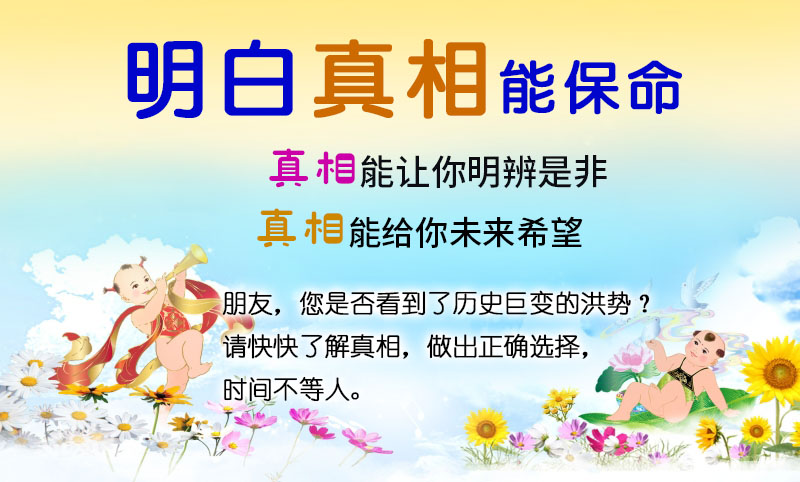 明白真相能保命
真相能让你明辨是非
真相能给你未来希望
朋友，您是否看到了历史巨变的洪势？
请快快了解真相，做出正确选择，
时间不等人。